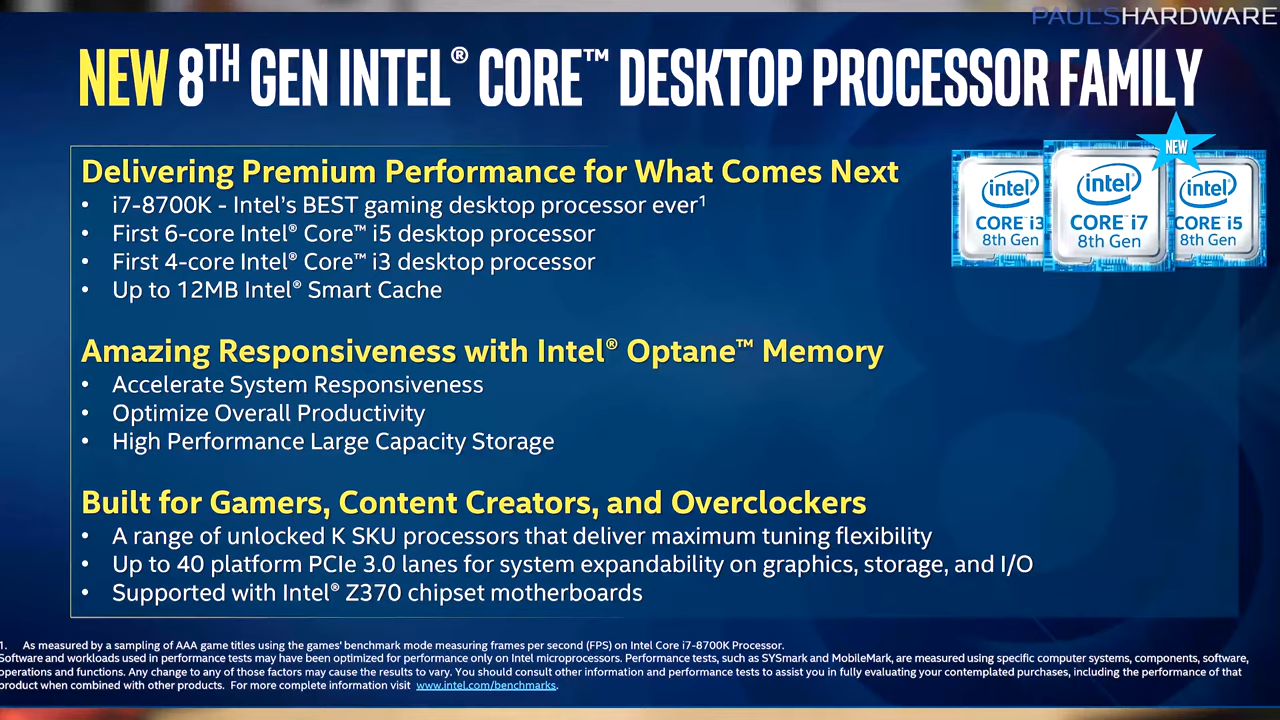 PAUL'SHARDWARE
NEW 8TH GEN INTEL® CORE™ DESKTOP PROCESSOR FAMILY
NEW
intel
CORE i3
8th Gen
intel
CORE™ i7
8th Gen
intel
CORE™ i5
8th Gen
Delivering Premium Performance for What Comes Next
• i7-8700K - Intel's BEST gaming desktop processor ever1
• First 6-core Intel® Core™ i5 desktop processor
• First 4-core Intel® Core™ i3 desktop processor
• Up to 12MB Intel® Smart Cache
Amazing Responsiveness with Intel® Optane™ Memory
• Accelerate System Responsiveness
• Optimize Overall Productivity
• High Performance Large Capacity Storage
Built for Gamers, Content Creators, and Overclockers
• A range of unlocked K SKU processors that deliver maximum tuning flexibility
• Up to 40 platform PCIe 3.0 lanes for system expandability on graphics, storage, and I/O
• Supported with Intel® Z370 chipset motherboards
1. As measured by a sampling of AAA game titles using the games' benchmark mode measuring frames per second (FPS) on Intel Core i7-8700K Processor.
Software and workloads used in performance tests may have been optimized for performance only on Intel microprocessors. Performance tests, such as SYSmark and MobileMark, are measured using specific computer systems, components, software,
operations and functions. Any change to any of those factors may cause the results to vary. You should consult other information and performance tests to assist you in fully evaluating your contemplated purchases, including the performance of that
product when combined with other products. For more complete information visit www.intel.com/benchmarks.